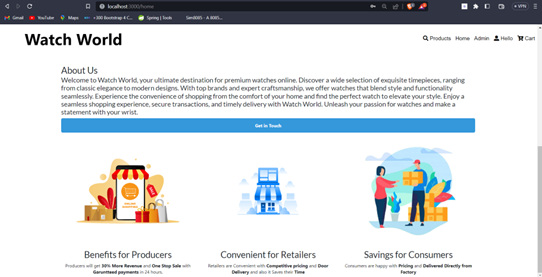 localhost:3000/home
VPN
Gmail YouTube Maps +300 Bootstrap 4 C... Spring | Tools Sen8005 - A 8085...
Watch World
Products Home Admin Hello Cart
About Us
Welcome to Watch World, your ultimate destination for premium watches online. Discover a wide selection of exquisite timepieces, ranging
from classic elegance to modern designs. With top brands and expert craftsmanship, we offer watches that blend style and functionality
seamlessly. Experience the convenience of shopping from the comfort of your home and find the perfect watch to elevate your style. Enjoy a
seamless shopping experience, secure transactions, and timely delivery with Watch World. Unleash your passion for watches and make a
statement with your wrist.
Get In Touch
Benefits for Producers
Producers will get 30% More Revenue and One Stop Sale with
Garunteed payments in 24 hours.
Convenient for Retailers
Retailers are Convenient with Competitive pricing and Door
Delivery and also it Saves their Time
Savings for Consumers
Consumers are happy with Pricing and Delivered Directly from
Factory